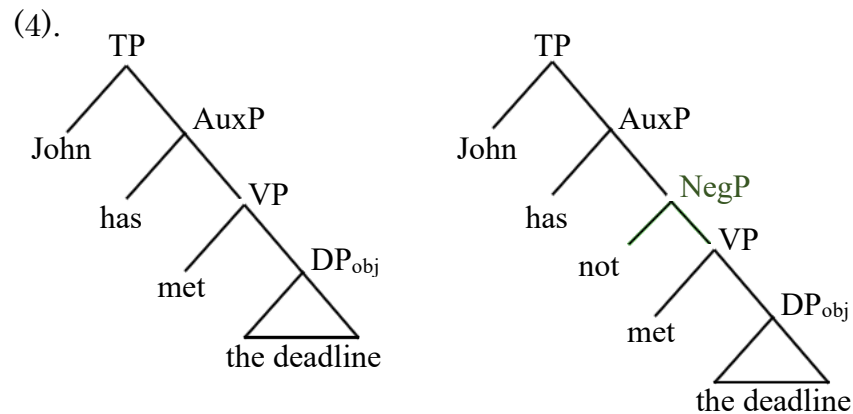 (4).
TP
John
AuxP
has
VP
met
DPobj
the deadline
TP
John
AuxP
has
NegP
not
VP
met
DPobj
the deadline